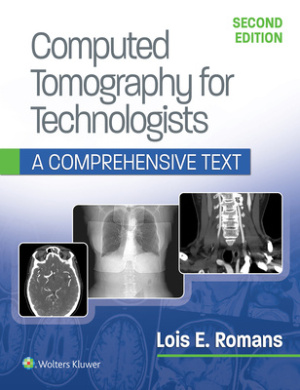 SECOND
EDITION
Computed
Tomography for
Technologists
A COMPREHENSIVE TEXT
Lois E. Romans
Wolters Kluwer